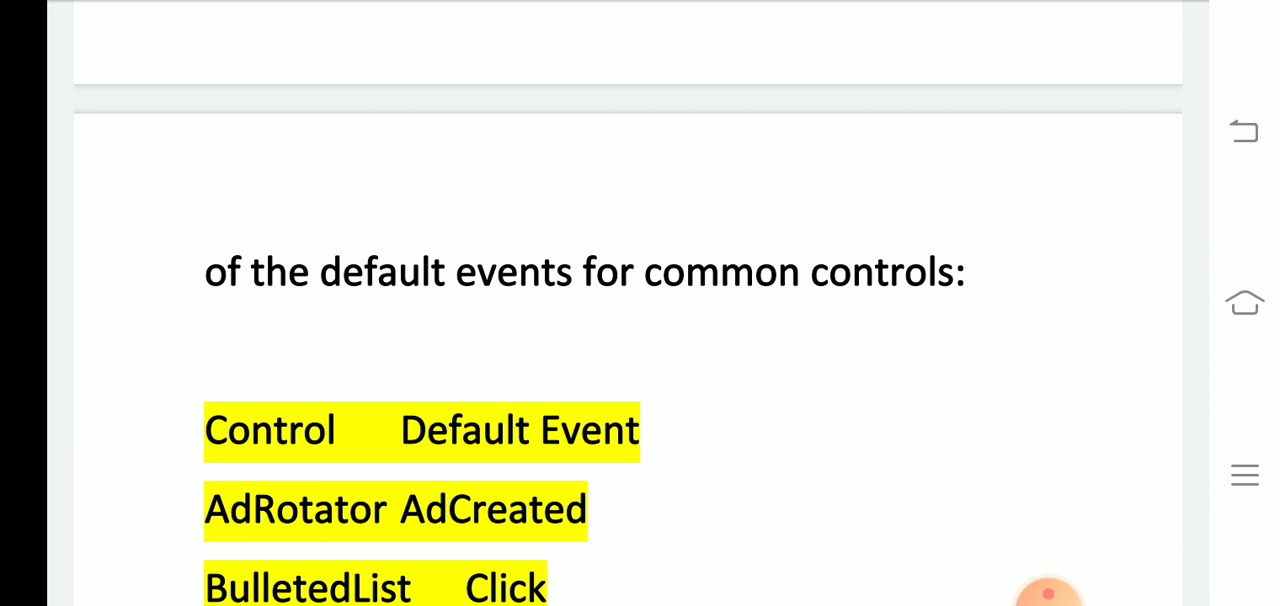 of the default events for common controls:
Control Default Event
AdRotator AdCreated
BulletedList Click